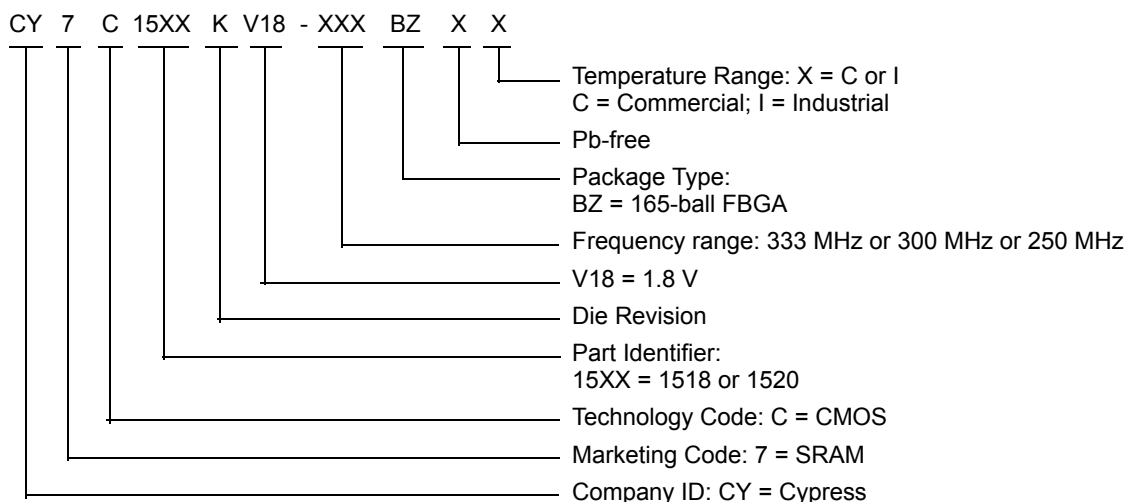 CY 7 C 15XX K V18 - XXX BZ X X
Temperature Range: X = C or I
C = Commercial; I = Industrial
Pb-free
Package Type:
BZ = 165-ball FBGA
Frequency range: 333 MHz or 300 MHz or 250 MHz
V18 = 1.8 V
Die Revision
Part Identifier:
15XX = 1518 or 1520
Technology Code: C = CMOS
Marketing Code: 7 = SRAM
Company ID: CY = Cypress